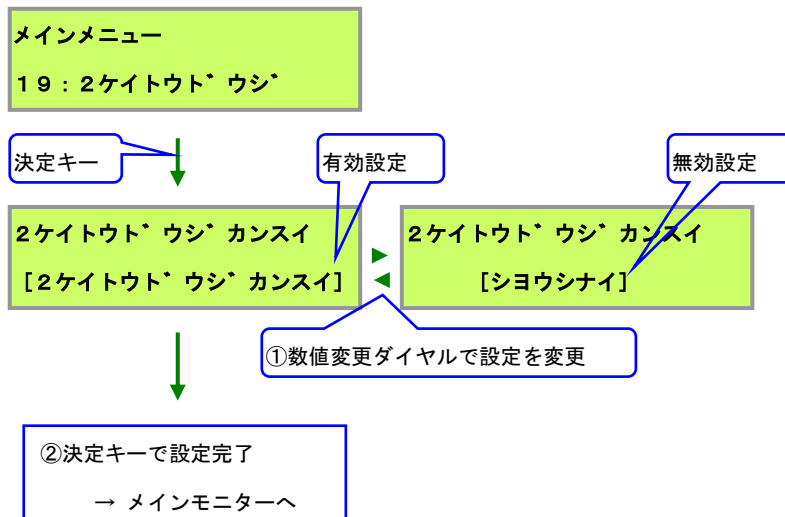 メインメニュー
19:2ケイトウドウジ
決定キー
有効設定
無効設定
2ケイトウドウジカンスイ
[2ケイトウドウジカンスイ]
2ケイトウドウジカンスイ
[シヨウシナイ]
①数値変更ダイヤルで設定を変更
②決定キーで設定完了
→ メインモニターへ